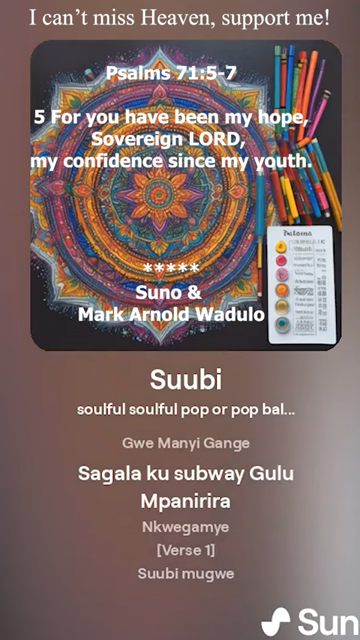 I can't miss Heaven, support me!
Psalms 71:5-7
5 For you have been my hope,
Sovereign LORD,
my confidence since my youth.
*****
Suno &
Mark Arnold Wadulo
Suubi
soulful soulful pop or pop bal...
Gwe Manyi Gange
Sagala ku subway Gulu
Mpanirira
Nkwegamye
[Verse 1]
Suubi mugwe
Sun